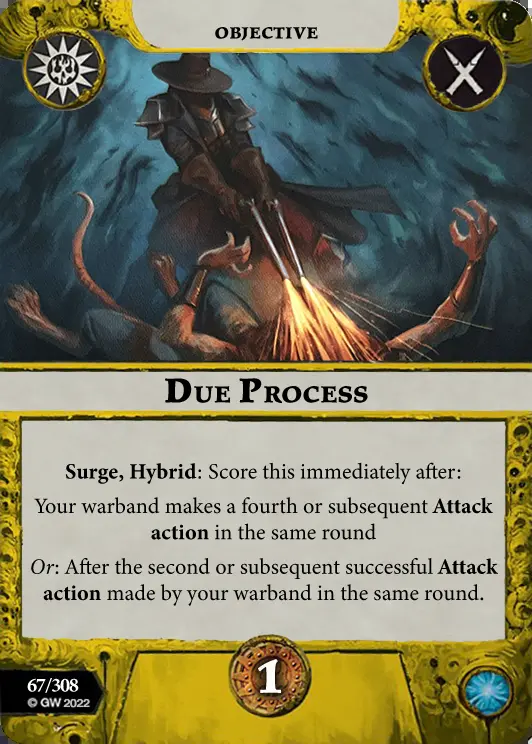 OBJECTIVE
DUE PROCESS
Surge, Hybrid: Score this immediately after:
Your warband makes a fourth or subsequent Attack
action in the same round
Or: After the second or subsequent successful Attack
action made by your warband in the same round.
1
67/308
© GW 2022